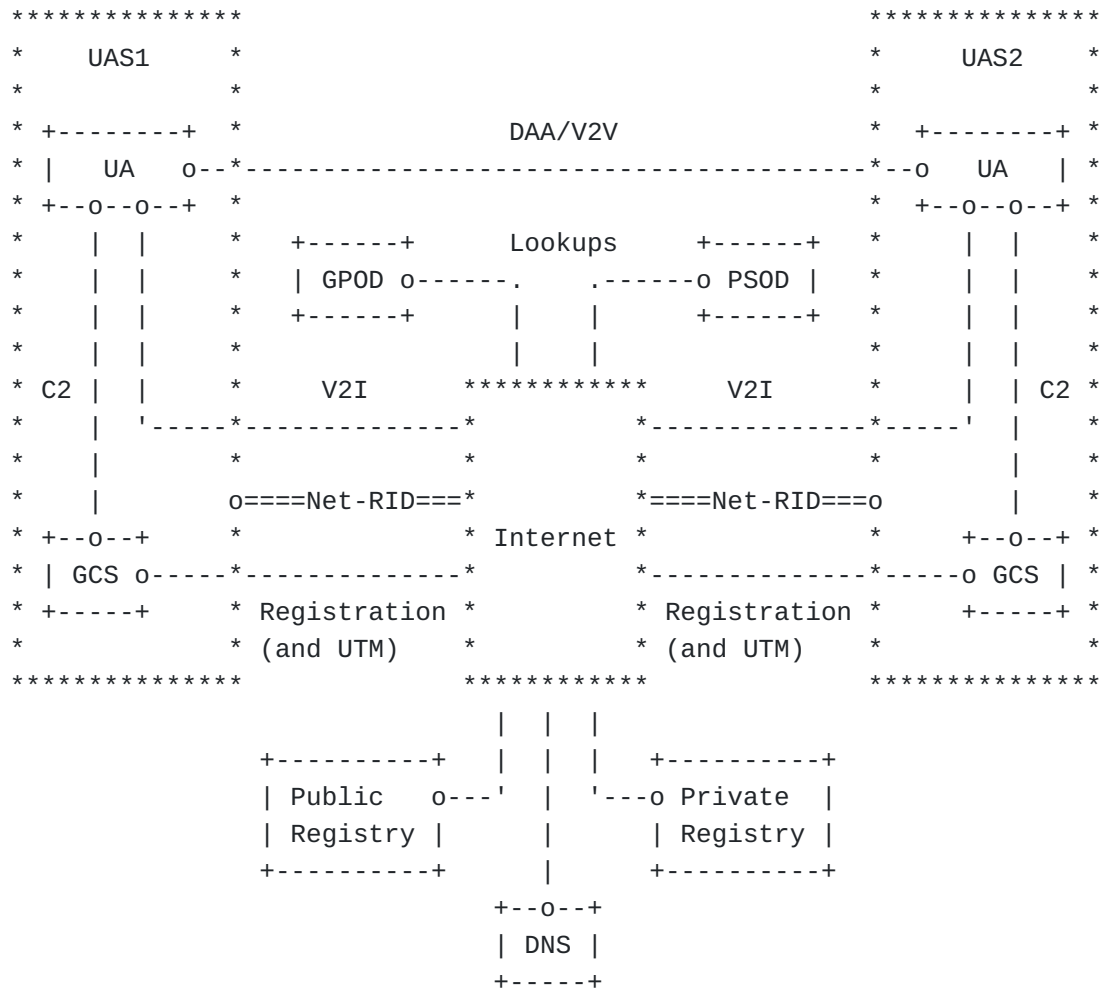 ***************                                         ***************
*    UAS1     *                                         *     UAS2    *
*             *                                         *             *
* +--------+  *                 DAA/V2V                 *  +--------+ *
* |   UA   o--*-----------------------------------------*--o   UA   | *
* +--o--o--+  *                                         *  +--o--o--+ *
*    |  |     *   +------+      Lookups     +------+    *     |  |    *
*    |  |     *   | GPOD o------.    .------o PSOD |    *     |  |    *
*    |  |     *   +------+      |    |      +------+    *     |  |    *
*    |  |     *                 |    |                  *     |  |    *
* C2 |  |     *     V2I      ************     V2I       *     |  | C2 *
*    |  '-----*--------------*          *--------------*-----'  |    *
*    |        *              *          *              *        |    *
*    |        o====Net-RID===*          *====Net-RID===o        |    *
* +--o--+     *              * Internet *              *     +--o--+ *
* | GCS o-----*--------------*          *--------------*-----o GCS | *
* +-----+     * Registration *          * Registration *     +-----+ *
*             * (and UTM)    *          * (and UTM)    *             *
***************              ************              ***************
                               |  |  |
                +----------+   |  |  |   +----------+
                | Public   o---'  |  '---o Private  |
                | Registry |      |      | Registry |
                +----------+      |      +----------+
                               +--o--+
                               | DNS |
                               +-----+